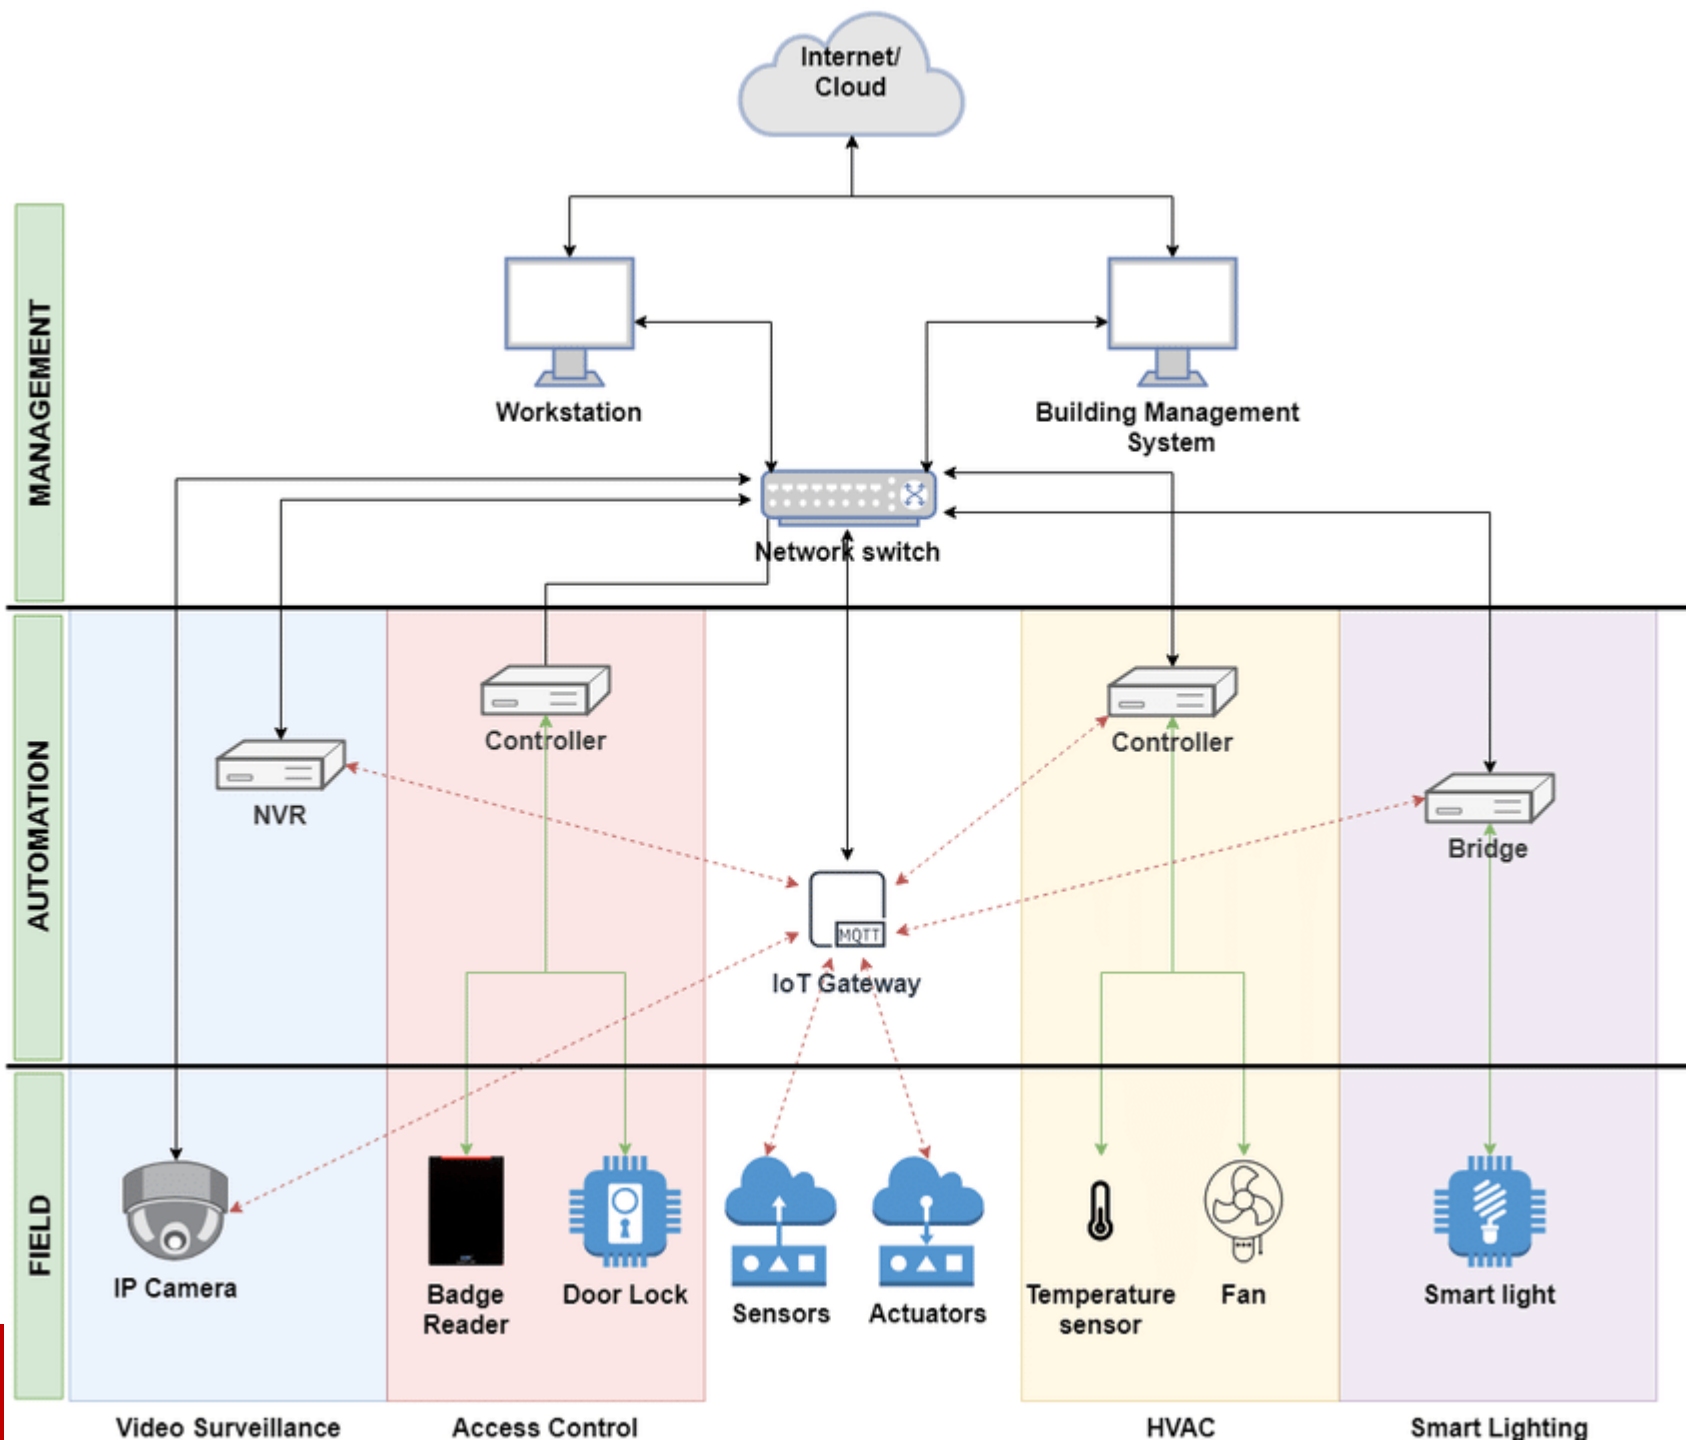 Internet/
Cloud
MANAGEMENT
Workstation
Building Management
System
Network switch
AUTOMATION
Controller
Controller
NVR
Bridge
MQTT
IoT Gateway
FIELD
IP Camera
Badge
Reader
Door Lock
Sensors
Actuators
Temperature
sensor
Fan
Smart light
Video Surveillance
Access Control
HVAC
Smart Lighting